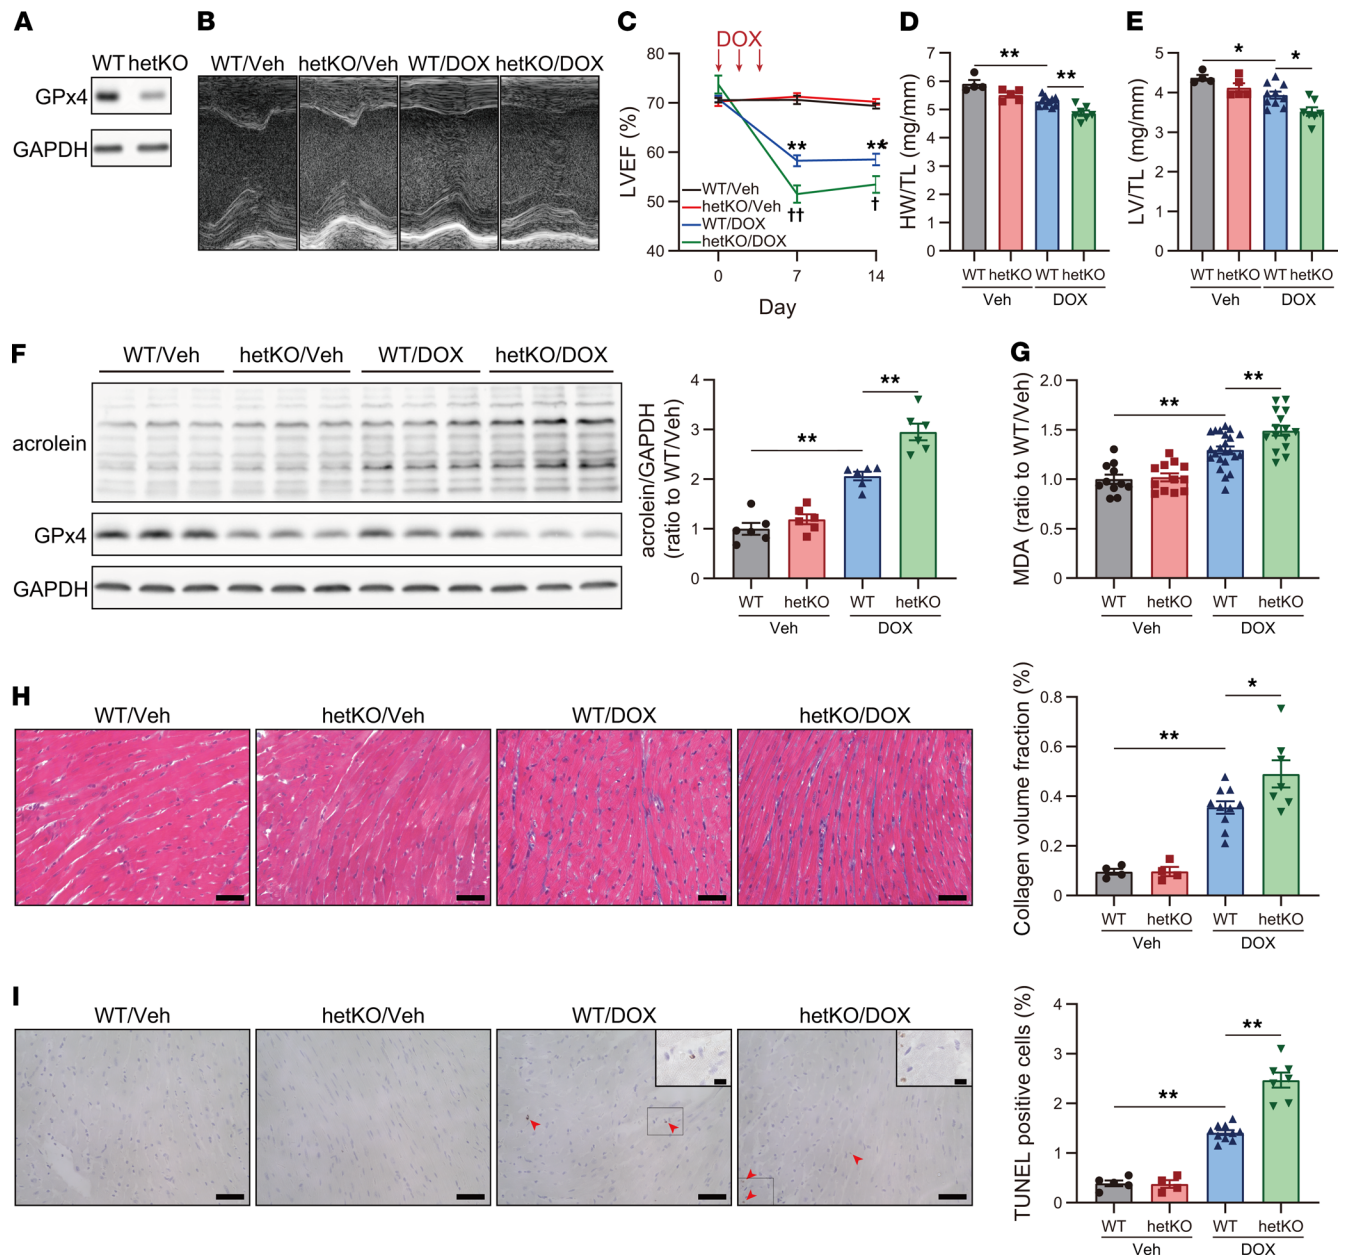 A
WT hetKO
GPx4
GAPDH
B
WT/Veh hetKO/Veh WT/DOX hetKO/DOX
C
DOX
LVEF (%)
80
70
60
50
40
** **
†† †
WT/Veh
hetKO/Veh
WT/DOX
hetKO/DOX
0 7 14
Day
D
HW/TL (mg/mm)
7
6
5
4
3
2
1
0
**
**
WT hetKO WT hetKO
Veh DOX
E
LV/TL (mg/mm)
5
4
3
2
1
0
* *
WT hetKO WT hetKO
Veh DOX
F
WT/Veh hetKO/Veh WT/DOX hetKO/DOX
acrolein
GPx4
GAPDH
acrolein/GAPDH
(ratio to WT/Veh)
4
3
2
1
0
**
**
WT hetKO WT hetKO
Veh DOX
G
MDA (ratio to WT/Veh)
2.0
1.5
1.0
0.5
0
**
**
WT hetKO WT hetKO
Veh DOX
H
WT/Veh hetKO/Veh WT/DOX hetKO/DOX
Collagen volume fraction (%)
0.8
0.6
0.4
0.2
0
*
**
WT hetKO WT hetKO
Veh DOX
I
WT/Veh hetKO/Veh WT/DOX hetKO/DOX
TUNEL positive cells (%)
4
3
2
1
0
**
**
WT hetKO WT hetKO
Veh DOX